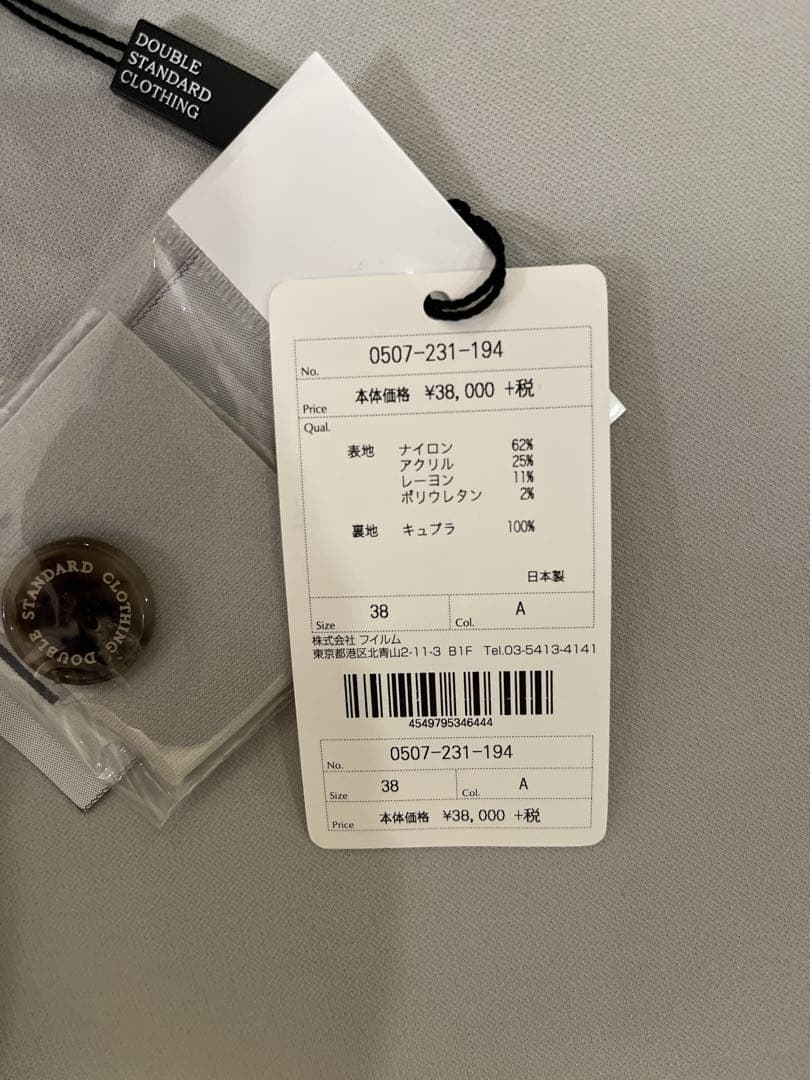 DOUBLE
STANDARD
CLOTHING
No. 0507-231-194
Price 本体価格 ¥38,000 +税
Qual.
表地 ナイロン 62%
アクリル 25%
レーヨン 11%
ポリウレタン 2%
裏地 キュプラ 100%
日本製
Size 38 Col. A
株式会社 フイルム
東京都港区北青山2-11-3 B1F Tel.03-5413-4141
4549795346444
No. 0507-231-194
Size 38 Col. A
Price 本体価格 ¥38,000 +税
DOUBLE STANDARD CLOTHING